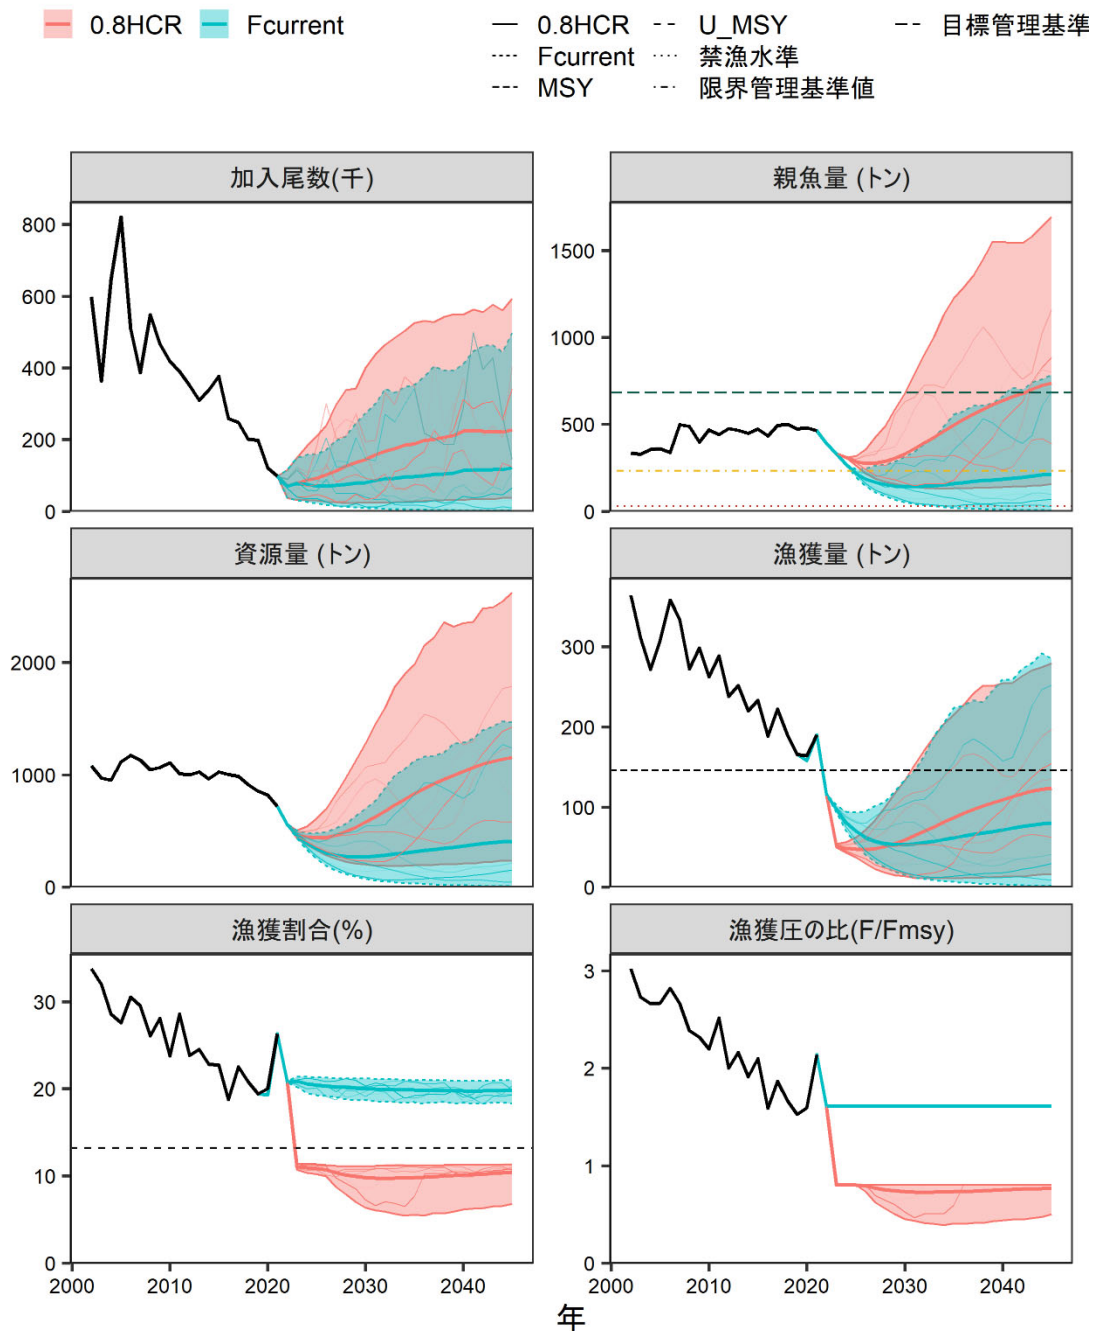 0.8HCR Fcurrent
0.8HCR U_MSY 目標管理基準
Fcurrent 禁漁水準
MSY 限界管理基準値
加入尾数(千) 親魚量 (トン)
800
600
400
200
0
1500
1000
500
0
資源量 (トン) 漁獲量 (トン)
2000
1000
0
300
200
100
0
漁獲割合(%) 漁獲圧の比(F/Fmsy)
30
20
10
0
3
2
1
0
2000 2010 2020 2030 2040 2000 2010 2020 2030 2040
年